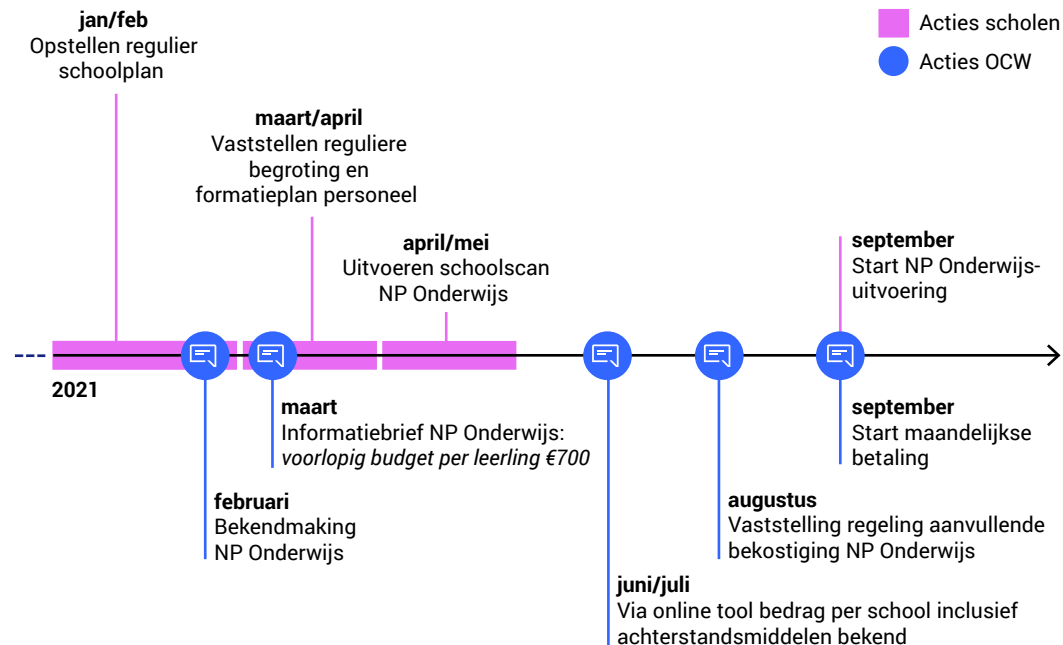 jan/feb
Opstellen regulier
schoolplan
Acties scholen
Acties OCW
maart/april
Vaststellen reguliere
begroting en
formatieplan personeel
april/mei
Uitvoeren schoolscan
NP Onderwijs
september
Start NP Onderwijs-
uitvoering
2021
maart
Informatiebrief NP Onderwijs:
voorlopig budget per leerling €700
september
Start maandelijkse
betaling
februari
Bekendmaking
NP Onderwijs
augustus
Vaststelling regeling aanvullende
bekostiging NP Onderwijs
juni/juli
Via online tool bedrag per school inclusief
achterstandsmiddelen bekend